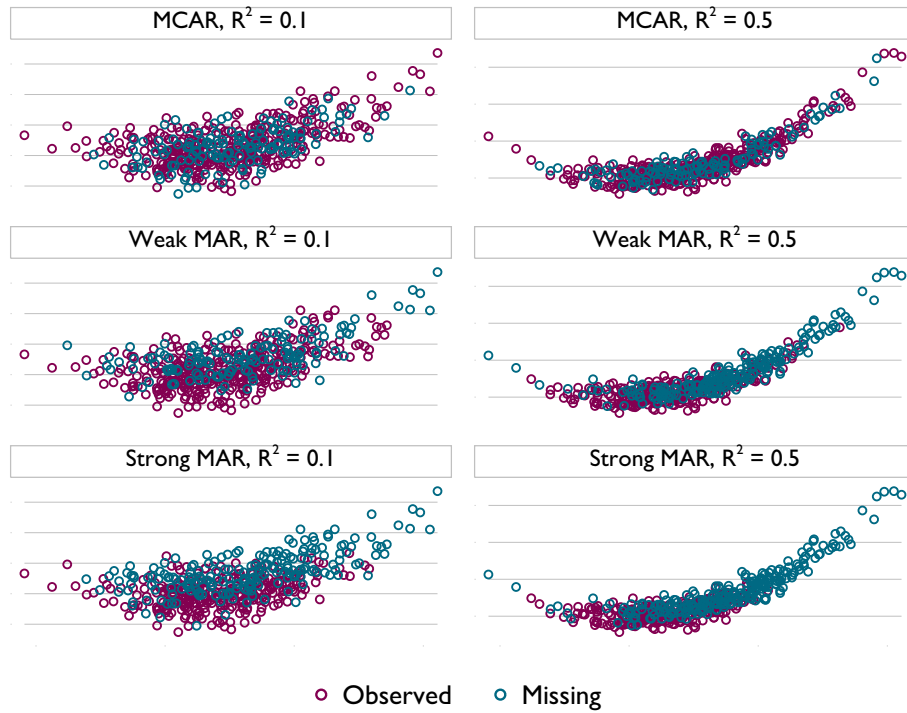 MCAR, R² = 0.1
MCAR, R² = 0.5
Weak MAR, R² = 0.1
Weak MAR, R² = 0.5
Strong MAR, R² = 0.1
Strong MAR, R² = 0.5
Observed Missing